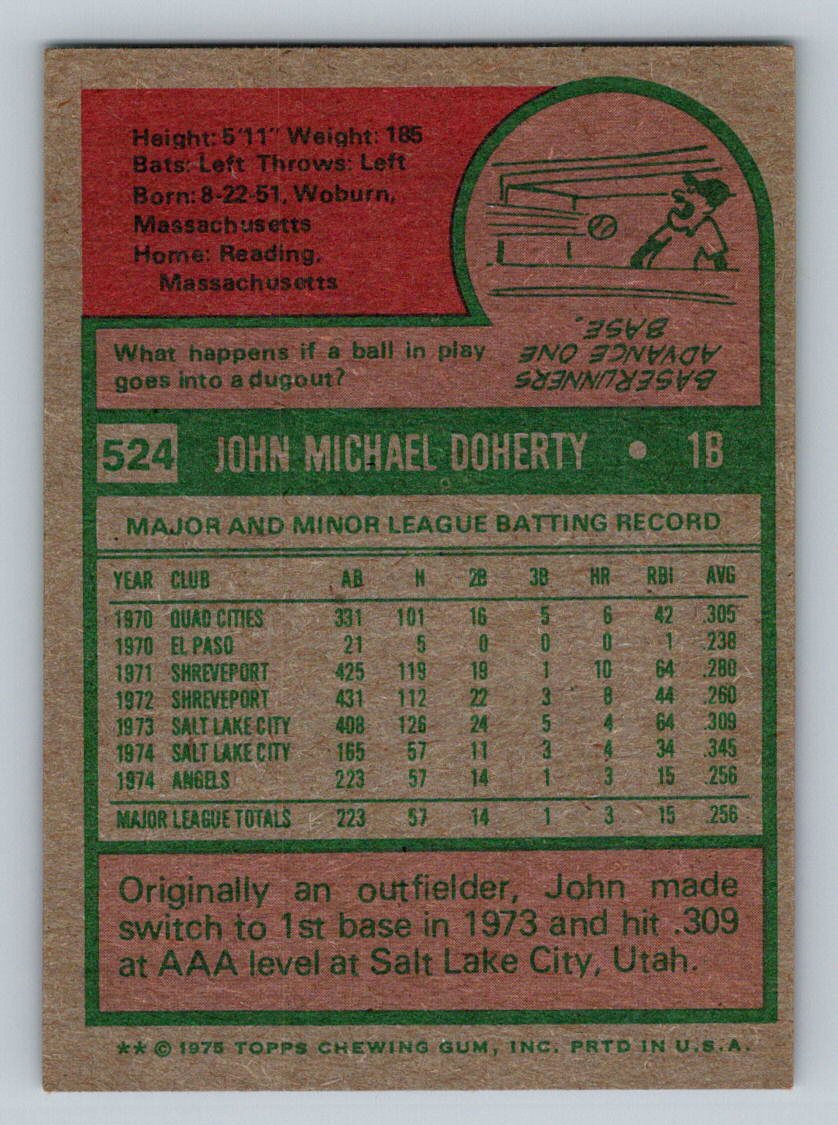 Height: 5'11" Weight: 185
Bats: Left Throws: Left
Born: 8-22-51, Woburn,
Massachusetts
Home: Reading,
Massachusetts
What happens if a ball in play
goes into a dugout?
BASERUNNERS
ADVANCE ONE
BASE.
524 JOHN MICHAEL DOHERTY • 1B
MAJOR AND MINOR LEAGUE BATTING RECORD
YEAR CLUB AB H 2B 3B HR RBI AVG
1970 QUAD CITIES 331 101 16 5 6 42 .305
1970 EL PASO 21 5 0 0 0 1 .238
1971 SHREVEPORT 425 119 19 1 10 64 .280
1972 SHREVEPORT 431 112 22 3 8 44 .260
1973 SALT LAKE CITY 408 126 24 5 4 64 .309
1974 SALT LAKE CITY 165 57 11 3 4 34 .345
1974 ANGELS 223 57 14 1 3 15 .256
MAJOR LEAGUE TOTALS 223 57 14 1 3 15 .256
Originally an outfielder, John made
switch to 1st base in 1973 and hit .309
at AAA level at Salt Lake City, Utah.
** © 1975 TOPPS CHEWING GUM, INC. PRTD IN U.S.A.